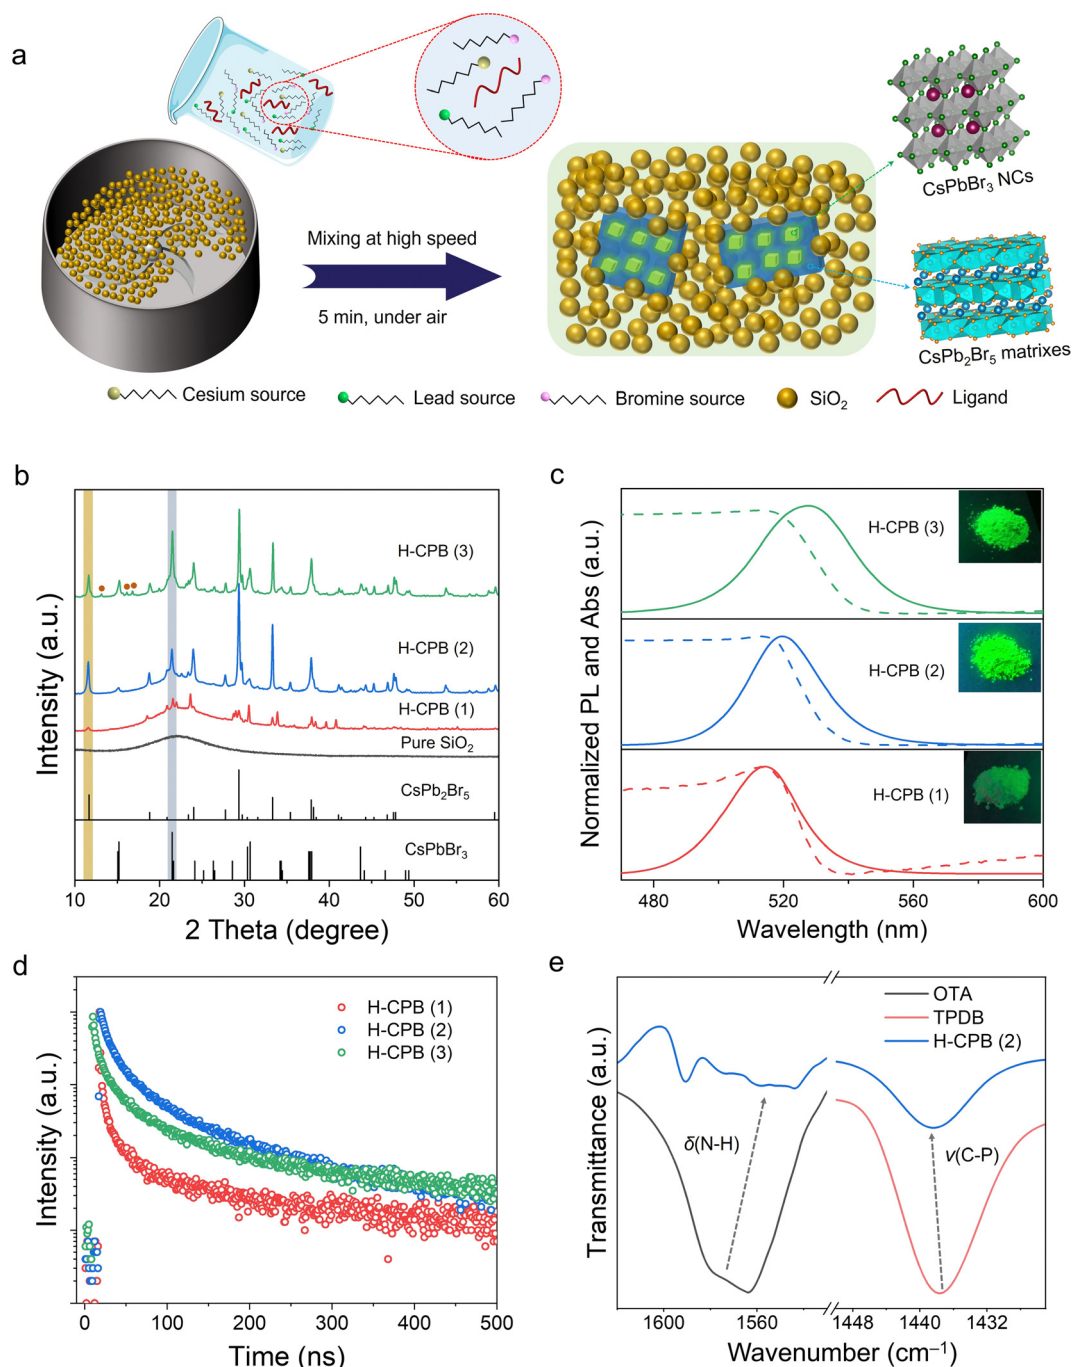 a
CsPbBr₃ NCs
Mixing at high speed
5 min, under air
CsPb₂Br₅ matrixes
Cesium source
Lead source
Bromine source
SiO₂
Ligand
b
H-CPB (3)
H-CPB (2)
H-CPB (1)
Pure SiO₂
CsPb₂Br₅
CsPbBr₃
Intensity (a.u.)
10 20 30 40 50 60
2 Theta (degree)
c
H-CPB (3)
H-CPB (2)
H-CPB (1)
Normalized PL and Abs (a.u.)
480 520 560 600
Wavelength (nm)
d
H-CPB (1)
H-CPB (2)
H-CPB (3)
Intensity (a.u.)
0 100 200 300 400 500
Time (ns)
e
OTA
TPDB
H-CPB (2)
δ(N-H)
ν(C-P)
Transmittance (a.u.)
1600 1560 1448 1440 1432
Wavenumber (cm⁻¹)